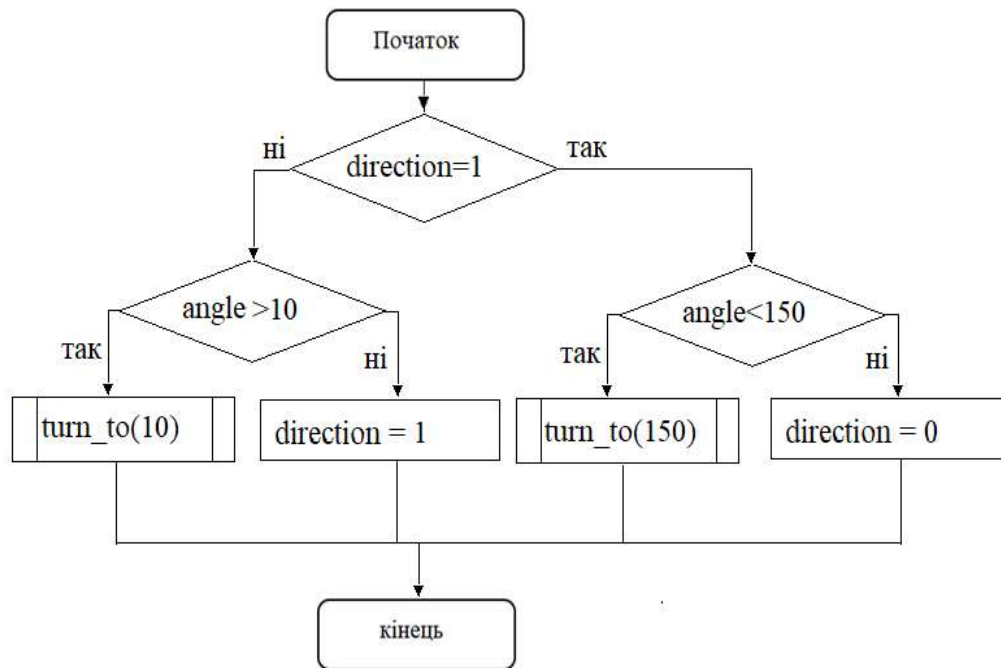 Початок
ні
direction=1
так
angle >10
angle<150
так
ні
так
ні
turn_to(10)
direction = 1
turn_to(150)
direction = 0
кінець